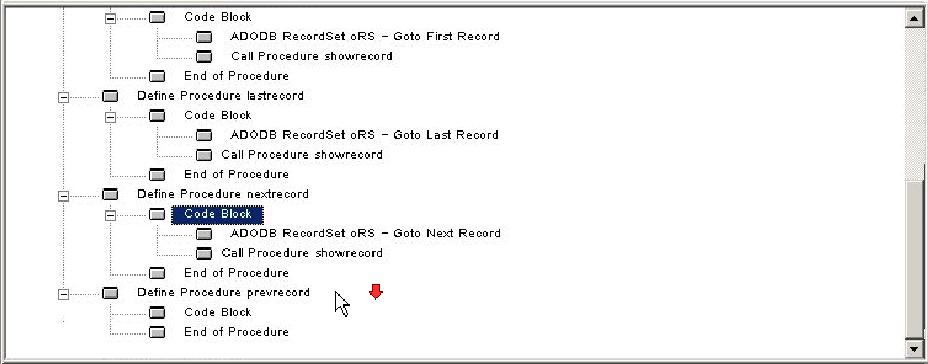 Code Block
ADODB RecordSet oRS - Goto First Record
Call Procedure showrecord
End of Procedure
Define Procedure lastrecord
Code Block
ADODB RecordSet oRS - Goto Last Record
Call Procedure showrecord
End of Procedure
Define Procedure nextrecord
Code Block
ADODB RecordSet oRS - Goto Next Record
Call Procedure showrecord
End of Procedure
Define Procedure prevrecord
Code Block
End of Procedure